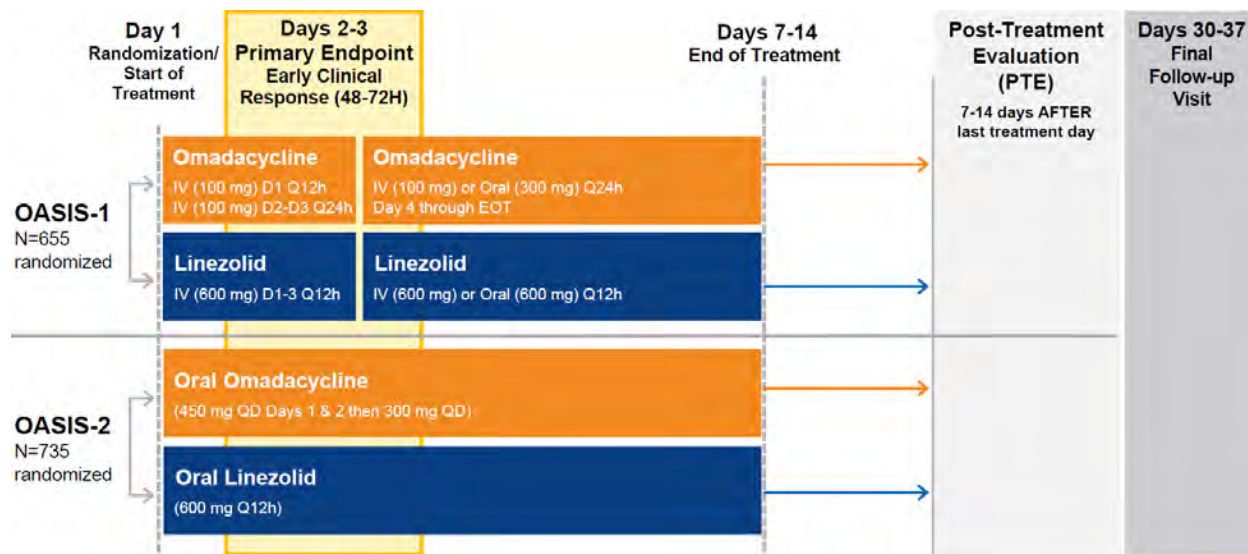 Day 1
Randomization/
Start of
Treatment
Days 2-3
Primary Endpoint
Early Clinical
Response (48-72H)
Days 7-14
End of Treatment
Post-Treatment
Evaluation
(PTE)
7-14 days AFTER
last treatment day
Days 30-37
Final
Follow-up
Visit
OASIS-1
N=655
randomized
Omadacycline
IV (100 mg) D1 Q12h
IV (100 mg) D2-D3 Q24h
Omadacycline
IV (100 mg) or Oral (300 mg) Q24h
Day 4 through EOT
Linezolid
IV (600 mg) D1-3 Q12h
Linezolid
IV (600 mg) or Oral (600 mg) Q12h
OASIS-2
N=735
randomized
Oral Omadacycline
(450 mg QD Days 1 & 2 then 300 mg QD)
Oral Linezolid
(600 mg Q12h)